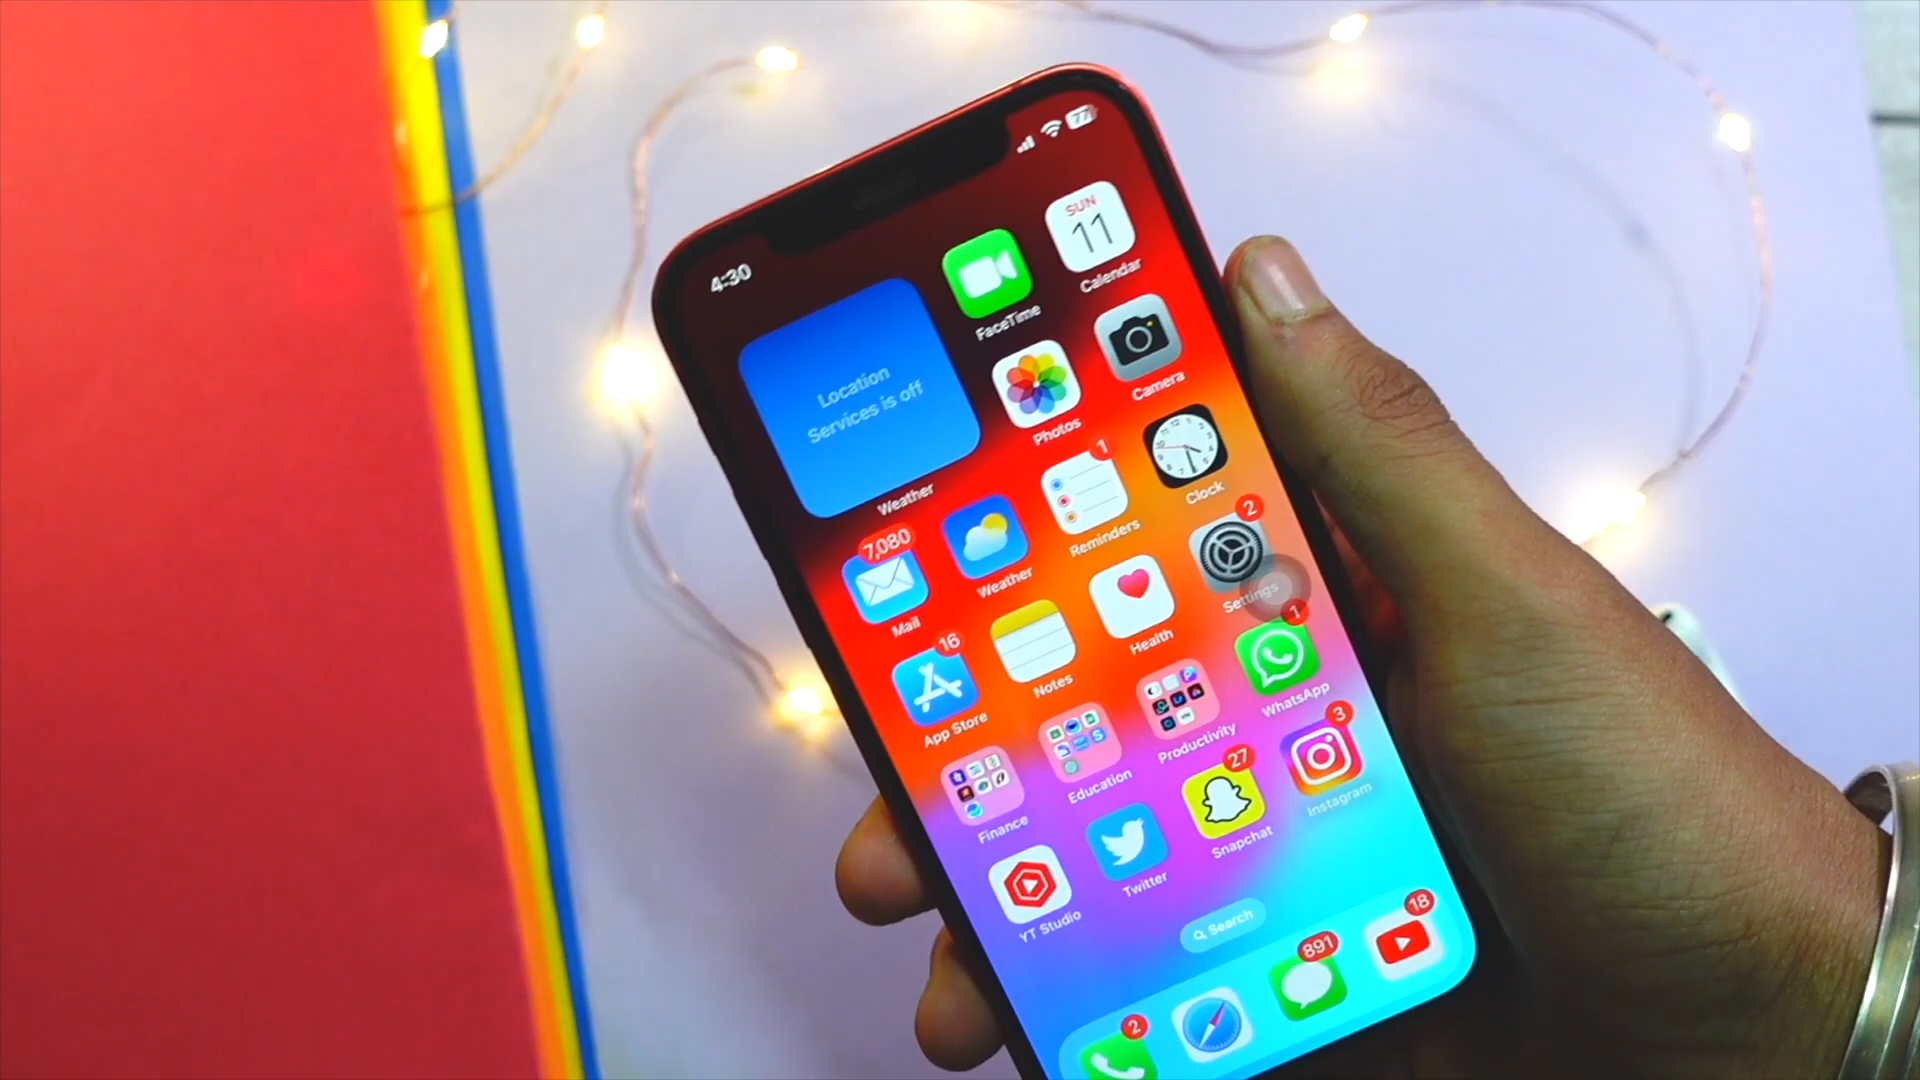 4:30
77
Location
Services is off
Weather
FaceTime
SUN
11
Calendar
Photos
Camera
7,080
Mail
Weather
1
Reminders
Clock
16
App Store
Notes
Health
2
Settings
Finance
Education
Productivity
1
WhatsApp
YT Studio
Twitter
27
Snapchat
3
Instagram
Search
2
891
18